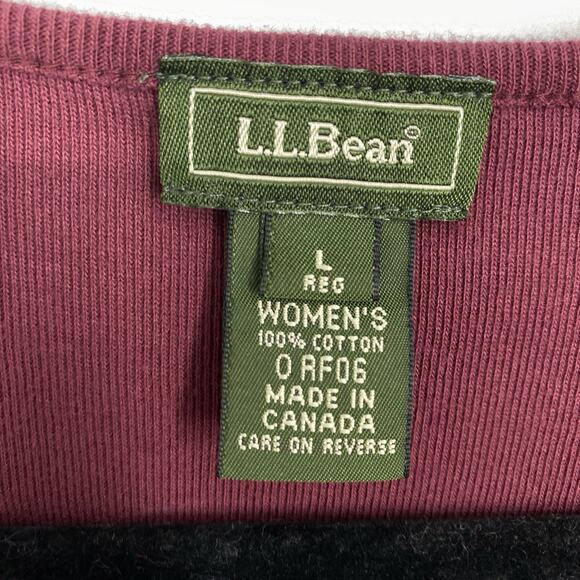 L.L.Bean®
L
REG
WOMEN'S
100% COTTON
0 RF06
MADE IN
CANADA
CARE ON REVERSE